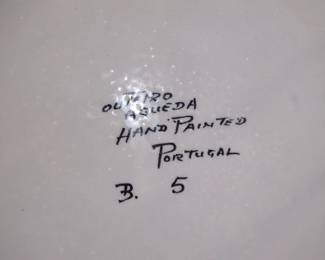 OUTEIRO
AGUEDA
HAND PAINTED
PORTUGAL
B. 5